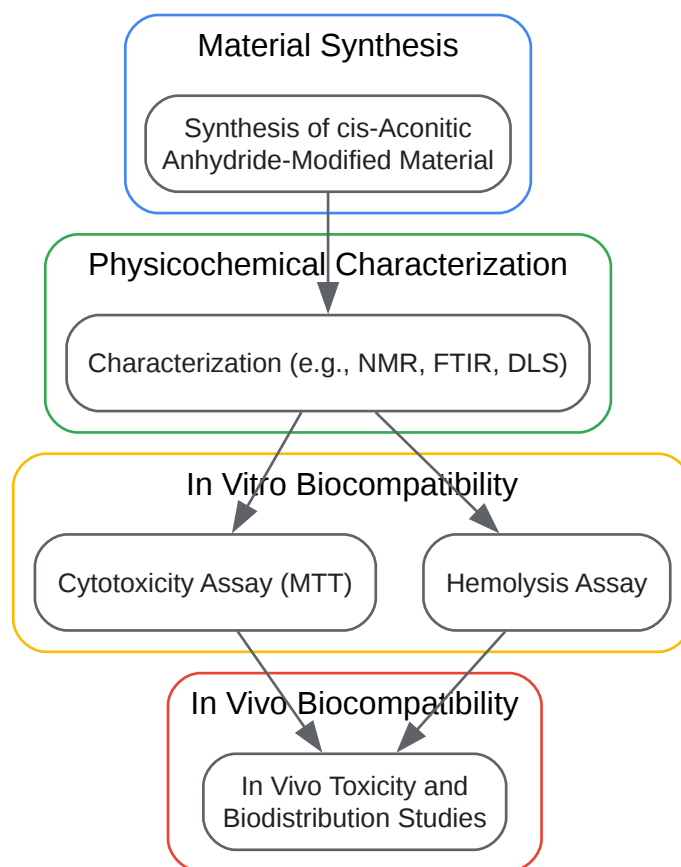 Material Synthesis
Synthesis of cis-Aconitic
Anhydride-Modified Material
Physicochemical Characterization
Characterization (e.g., NMR, FTIR, DLS)
In Vitro Biocompatibility
Cytotoxicity Assay (MTT)
Hemolysis Assay
In Vivo Biocompatibility
In Vivo Toxicity and
Biodistribution Studies